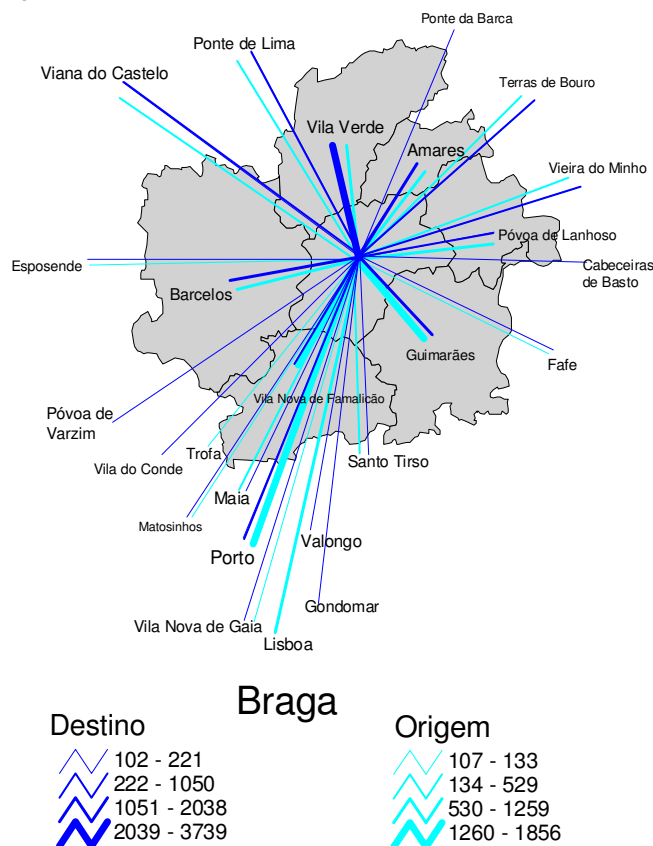 Ponte da Barca
Ponte de Lima
Viana do Castelo
Terras de Bouro
Vila Verde
Amares
Vieira do Minho
Póvoa de Lanhoso
Esposende
Cabeceiras
de Basto
Barcelos
Guimarães
Fafe
Vila Nova de Famalicão
Póvoa de
Varzim
Trofa
Santo Tirso
Vila do Conde
Maia
Matosinhos
Valongo
Porto
Gondomar
Vila Nova de Gaia
Lisboa
Braga
Destino
102 - 221
222 - 1050
1051 - 2038
2039 - 3739
Origem
107 - 133
134 - 529
530 - 1259
1260 - 1856